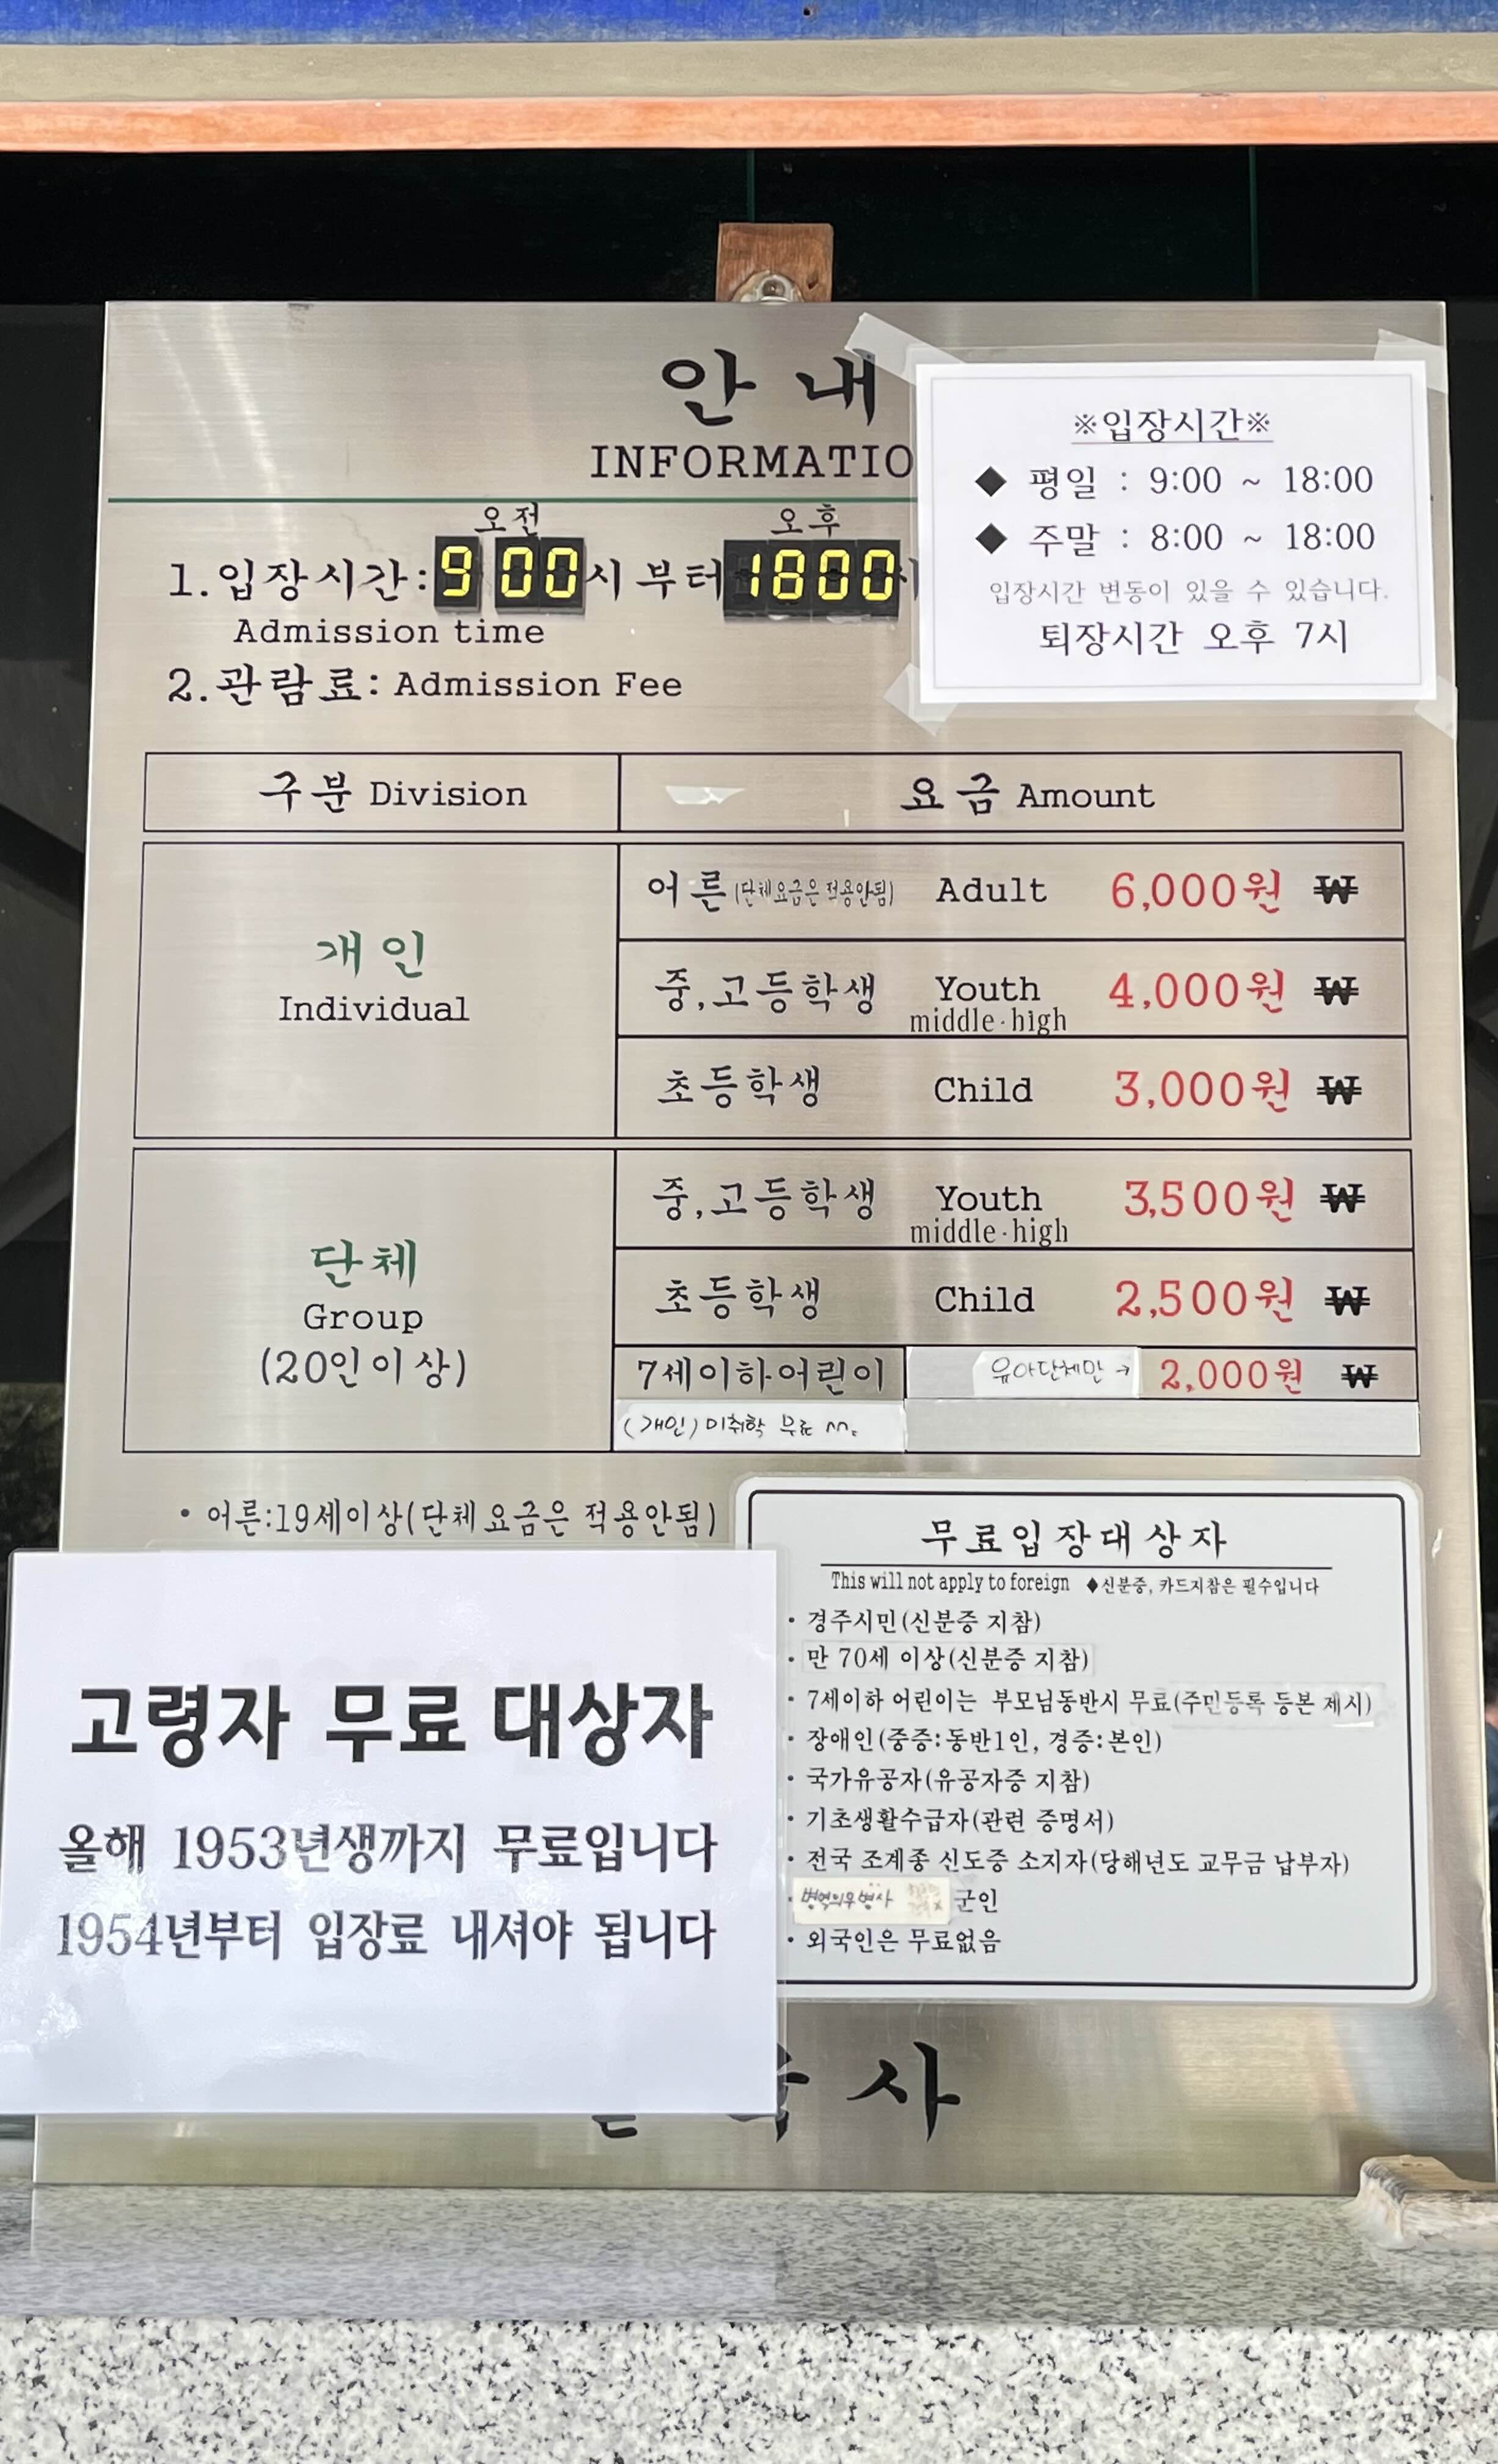 안내
INFORMATIO
※입장시간※
◆ 평일 : 9:00 ~ 18:00
◆ 주말 : 8:00 ~ 18:00
입장시간 변동이 있을 수 있습니다.
퇴장시간 오후 7시
오전 오후
1.입장시간: 9 00시 부터 1800
Admission time
2.관람료: Admission Fee
구분 Division 요금 Amount
개인
Individual
어른(단체요금은적용안됨) Adult 6,000원 ₩
중,고등학생 Youth 4,000원 ₩
middle·high
초등학생 Child 3,000원 ₩
단체
Group
(20인이상)
중,고등학생 Youth 3,500원 ₩
middle·high
초등학생 Child 2,500원 ₩
7세이하어린이 유아단체만→ 2,000원 ₩
(개인)미취학 무료
• 어른:19세이상(단체요금은 적용안됨)
고령자 무료 대상자
올해 1953년생까지 무료입니다
1954년부터 입장료 내셔야 됩니다
무료입장대상자
This will not apply to foreign ◆신분증, 카드지참은 필수입니다
· 경주시민(신분증 지참)
· 만 70세 이상(신분증 지참)
· 7세이하 어린이는 부모님동반시 무료(주민등록 등본 제시)
· 장애인(중증:동반1인, 경증:본인)
· 국가유공자(유공자증 지참)
· 기초생활수급자(관련 증명서)
· 전국 조계종 신도증 소지자(당해년도 교무금 납부자)
· 병역의무병사 군인
· 외국인은 무료없음
사